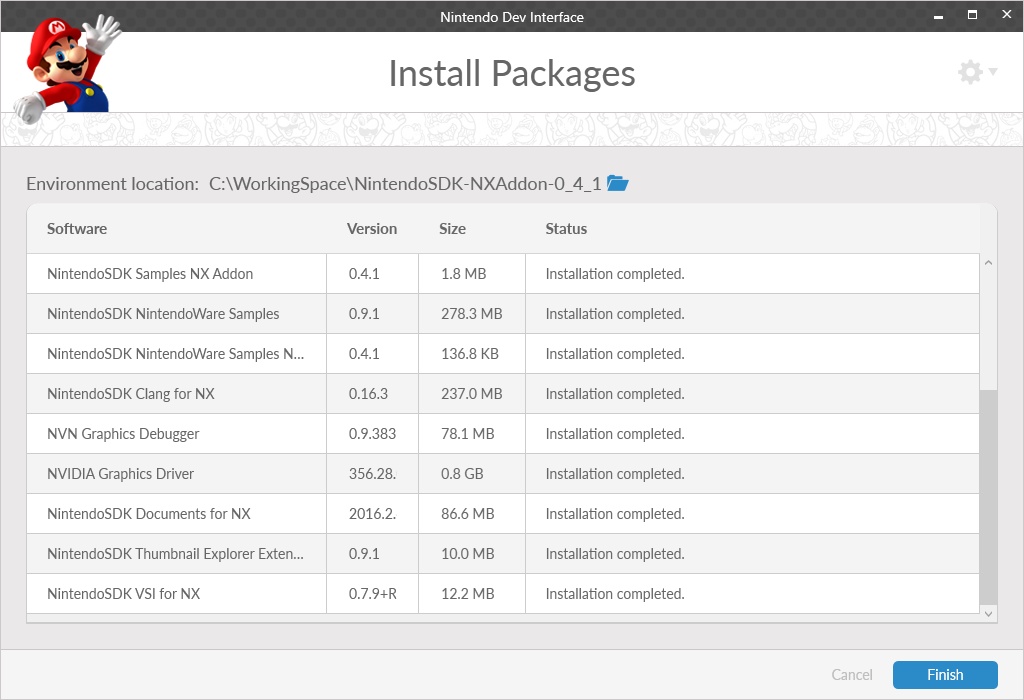 Nintendo Dev Interface
Install Packages
Environment location: C:\WorkingSpace\NintendoSDK-NXAddon-0_4_1
Software Version Size Status
NintendoSDK Samples NX Addon 0.4.1 1.8 MB Installation completed.
NintendoSDK NintendoWare Samples 0.9.1 278.3 MB Installation completed.
NintendoSDK NintendoWare Samples N... 0.4.1 136.8 KB Installation completed.
NintendoSDK Clang for NX 0.16.3 237.0 MB Installation completed.
NVN Graphics Debugger 0.9.383 78.1 MB Installation completed.
NVIDIA Graphics Driver 356.28. 0.8 GB Installation completed.
NintendoSDK Documents for NX 2016.2. 86.6 MB Installation completed.
NintendoSDK Thumbnail Explorer Exten... 0.9.1 10.0 MB Installation completed.
NintendoSDK VSI for NX 0.7.9+R 12.2 MB Installation completed.
Cancel Finish